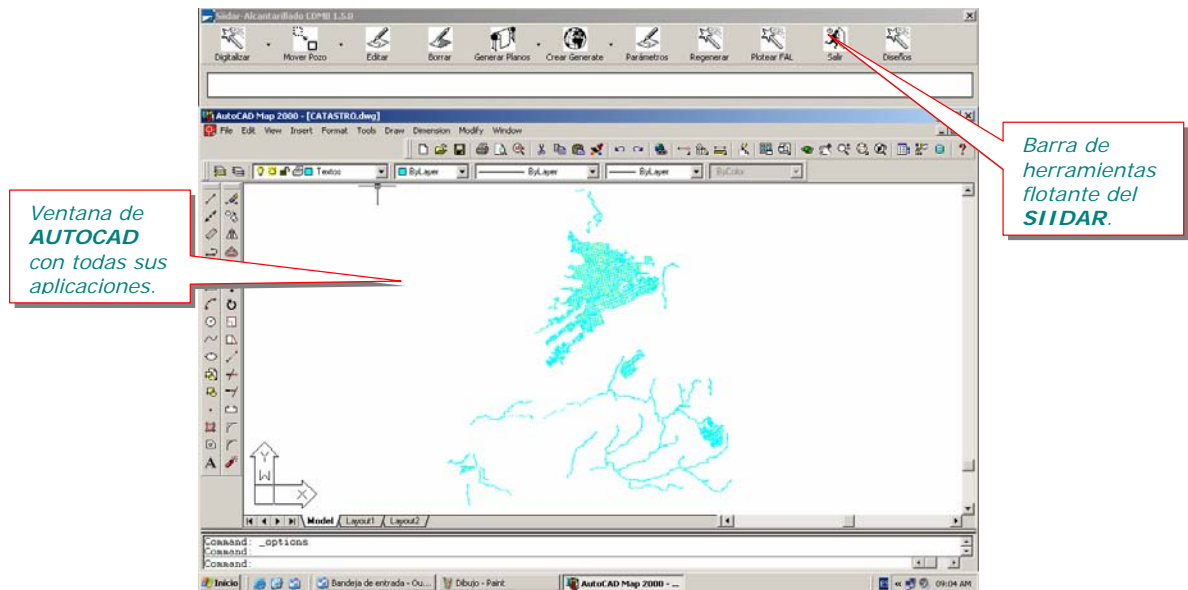 Siidar-Alcantarillado COMB 1.5.0
Digitalizar Mover Pozo Editar Borrar Generar Planos Crear Generate Parámetros Regenerar Plotear FAL Salir Diseños
AutoCAD Map 2000 - [CATASTRO.dwg]
File Edit View Insert Format Tools Draw Dimension Modify Window
Textos ByLayer ByLayer ByLayer ByColor
Ventana de
AUTOCAD
con todas sus
aplicaciones.
Barra de
herramientas
flotante del
SIIDAR.
Y
W
X
A
Model Layout1 Layout2
Command: _options
Command:
Command:
Inicio Bandeja de entrada - Ou... Dibujo - Paint AutoCAD Map 2000 - ... 09:04 AM